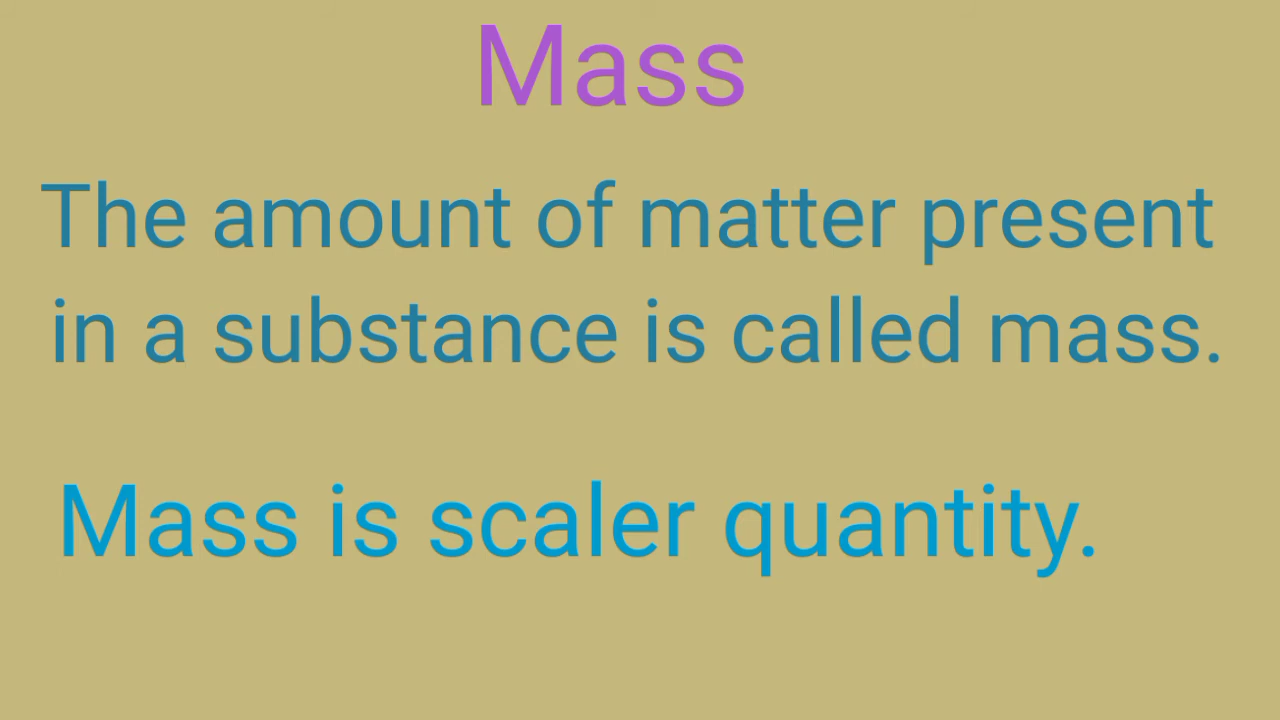 Mass
The amount of matter present
in a substance is called mass.
Mass is scaler quantity.